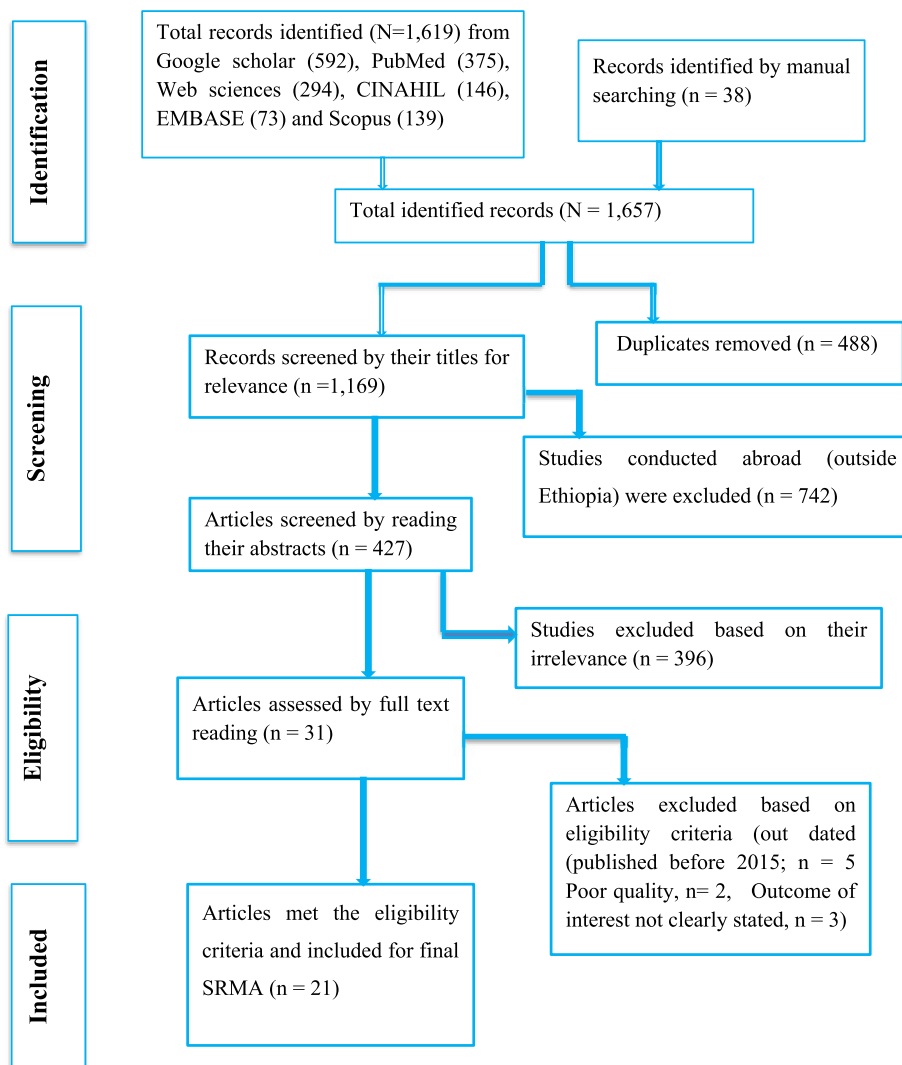 Identification
Total records identified (N=1,619) from
Google scholar (592), PubMed (375),
Web sciences (294), CINAHIL (146),
EMBASE (73) and Scopus (139)
Records identified by manual
searching (n = 38)
Total identified records (N = 1,657)
Screening
Records screened by their titles for
relevance (n =1,169)
Duplicates removed (n = 488)
Studies conducted abroad (outside
Ethiopia) were excluded (n = 742)
Articles screened by reading
their abstracts (n = 427)
Studies excluded based on their
irrelevance (n = 396)
Eligibility
Articles assessed by full text
reading (n = 31)
Articles excluded based on
eligibility criteria (out dated
(published before 2015; n = 5
Poor quality, n= 2, Outcome of
interest not clearly stated, n = 3)
Included
Articles met the eligibility
criteria and included for final
SRMA (n = 21)